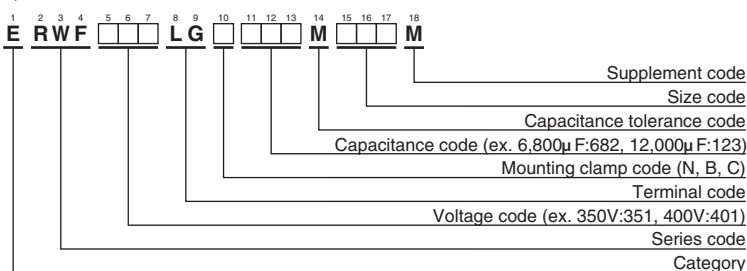 1 2 3 4 5 6 7 8 9 10 11 12 13 14 15 16 17 18
E R W F □□□ L G □ □□□ M □□□ M
Supplement code
Size code
Capacitance tolerance code
Capacitance code (ex. 6,800μF:682, 12,000μF:123)
Mounting clamp code (N, B, C)
Terminal code
Voltage code (ex. 350V:351, 400V:401)
Series code
Category